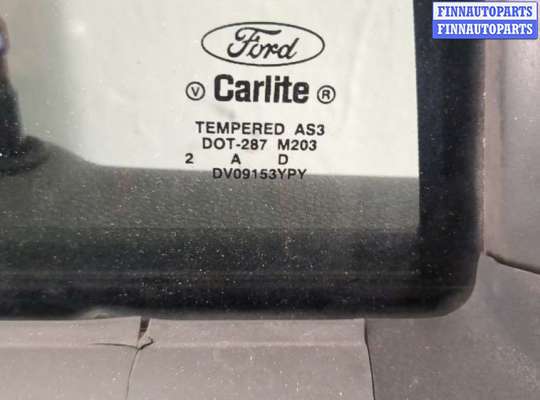 FINNAUTOPARTS
FINNAUTOPARTS
Ford
V Carlite ®
TEMPERED AS3
DOT-287 M203
2 A D
DV09153YPY